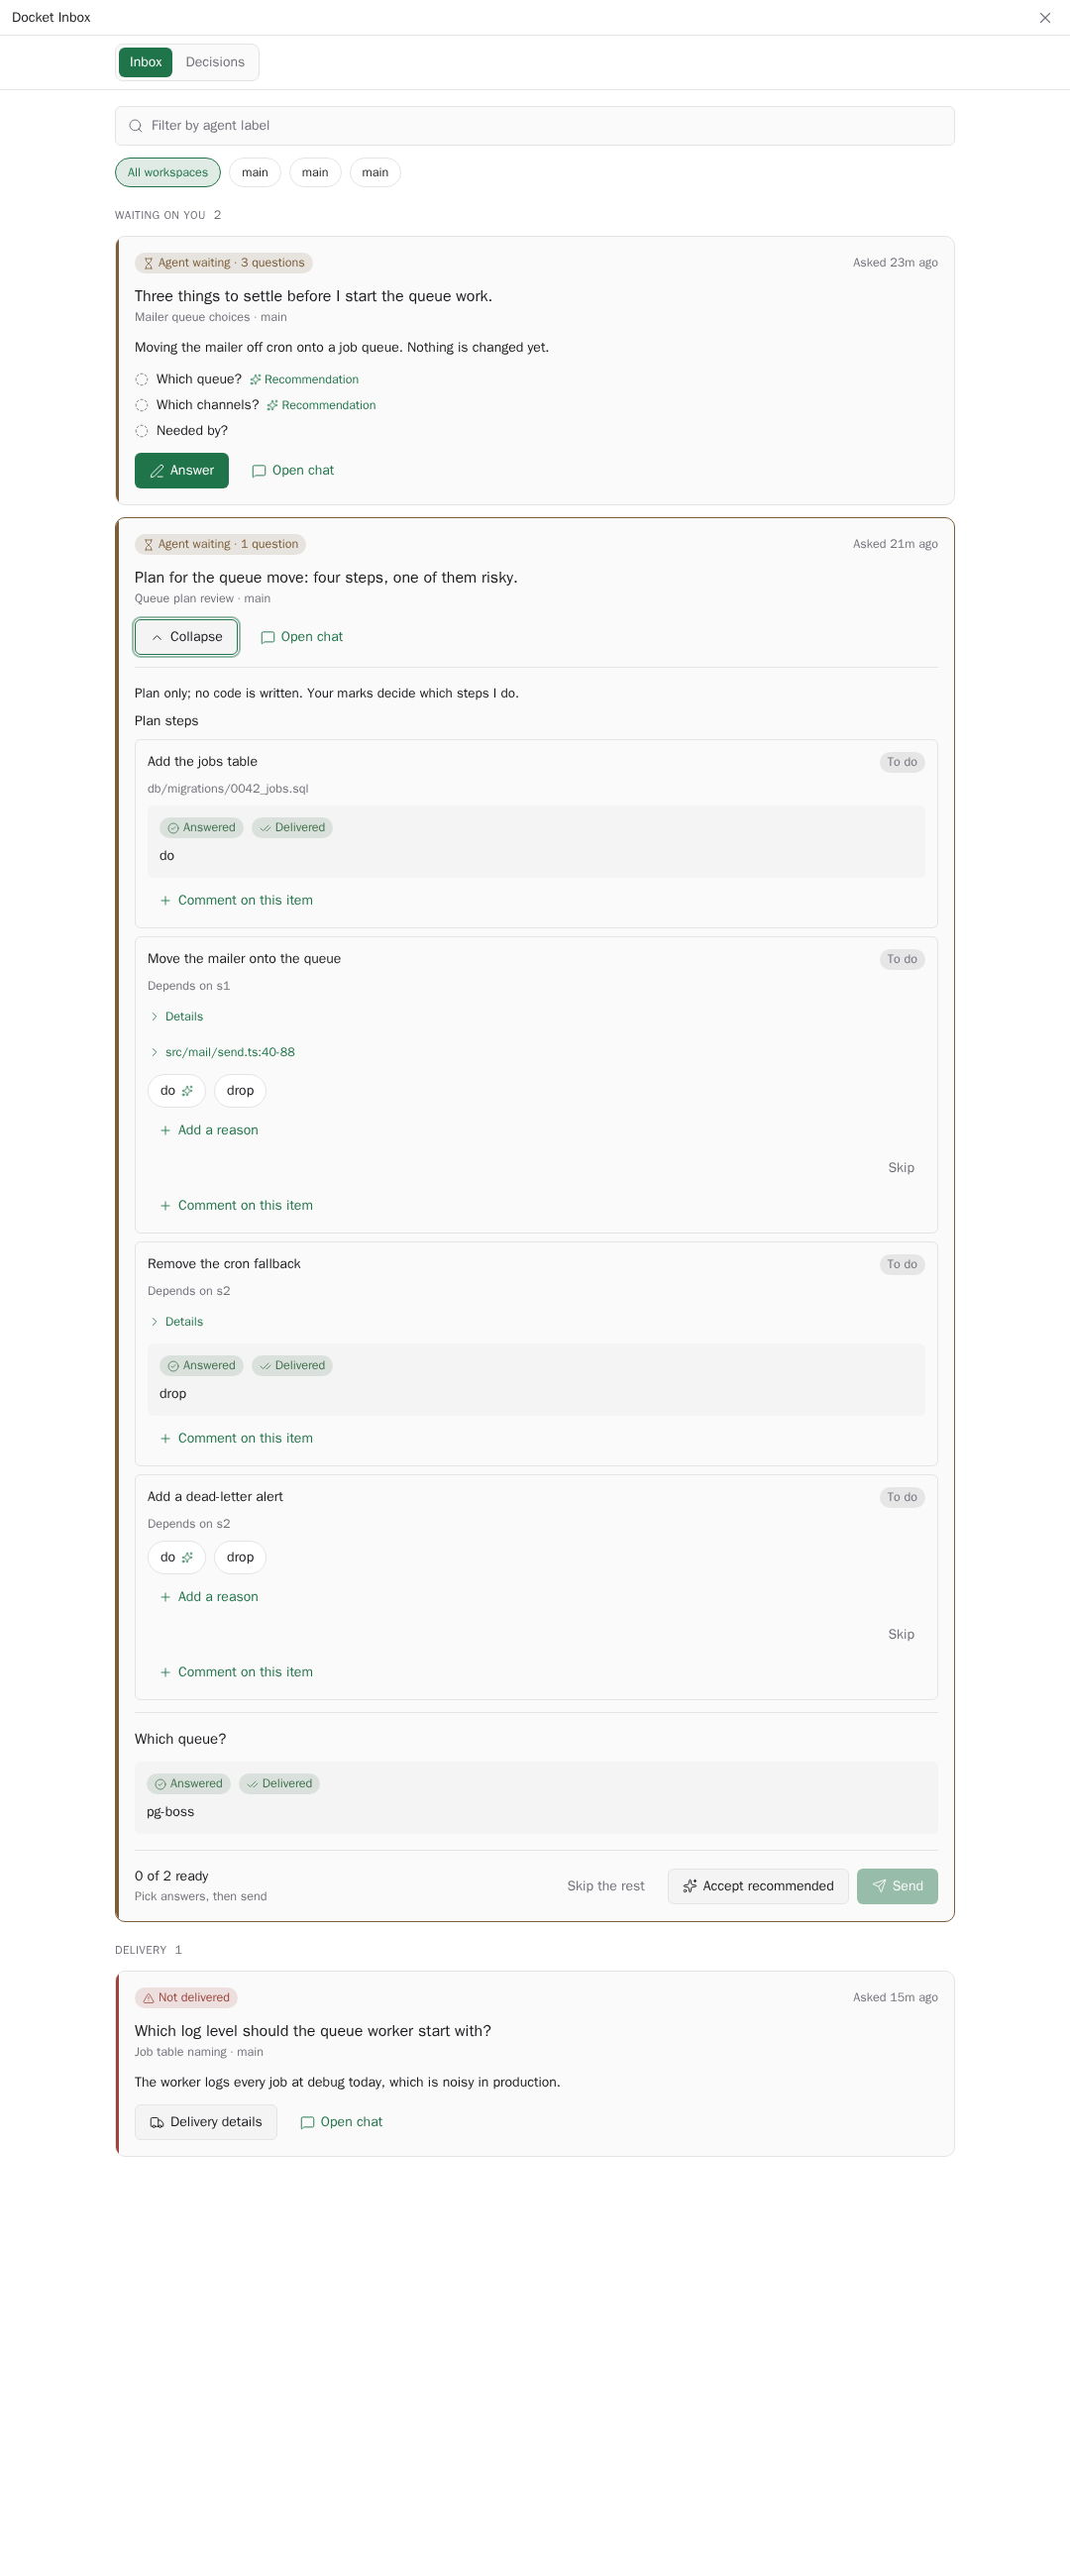 Docket Inbox
Inbox Decisions
Filter by agent label
All workspaces main main main
WAITING ON YOU 2
Agent waiting · 3 questions Asked 23m ago
Three things to settle before I start the queue work.
Mailer queue choices · main
Moving the mailer off cron onto a job queue. Nothing is changed yet.
Which queue? Recommendation
Which channels? Recommendation
Needed by?
Answer Open chat
Agent waiting · 1 question Asked 21m ago
Plan for the queue move: four steps, one of them risky.
Queue plan review · main
Collapse Open chat
Plan only; no code is written. Your marks decide which steps I do.
Plan steps
Add the jobs table To do
db/migrations/0042_jobs.sql
Answered Delivered
do
Comment on this item
Move the mailer onto the queue To do
Depends on s1
Details
src/mail/send.ts:40-88
do drop
Add a reason
Skip
Comment on this item
Remove the cron fallback To do
Depends on s2
Details
Answered Delivered
drop
Comment on this item
Add a dead-letter alert To do
Depends on s2
do drop
Add a reason
Skip
Comment on this item
Which queue?
Answered Delivered
pg-boss
0 of 2 ready
Pick answers, then send
Skip the rest Accept recommended Send
DELIVERY 1
Not delivered Asked 15m ago
Which log level should the queue worker start with?
Job table naming · main
The worker logs every job at debug today, which is noisy in production.
Delivery details Open chat